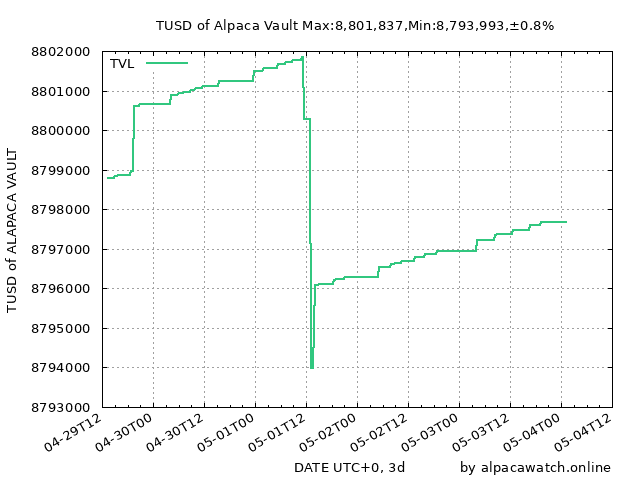 TUSD of Alpaca Vault Max:8,801,837,Min:8,793,993,±0.8%
TVL
8802000
8801000
8800000
8799000
8798000
8797000
8796000
8795000
8794000
8793000
TUSD of ALAPACA VAULT
04-29T12
04-30T00
04-30T12
05-01T00
05-01T12
05-02T00
05-02T12
05-03T00
05-03T12
05-04T00
05-04T12
DATE UTC+0, 3d
by alpacawatch.online